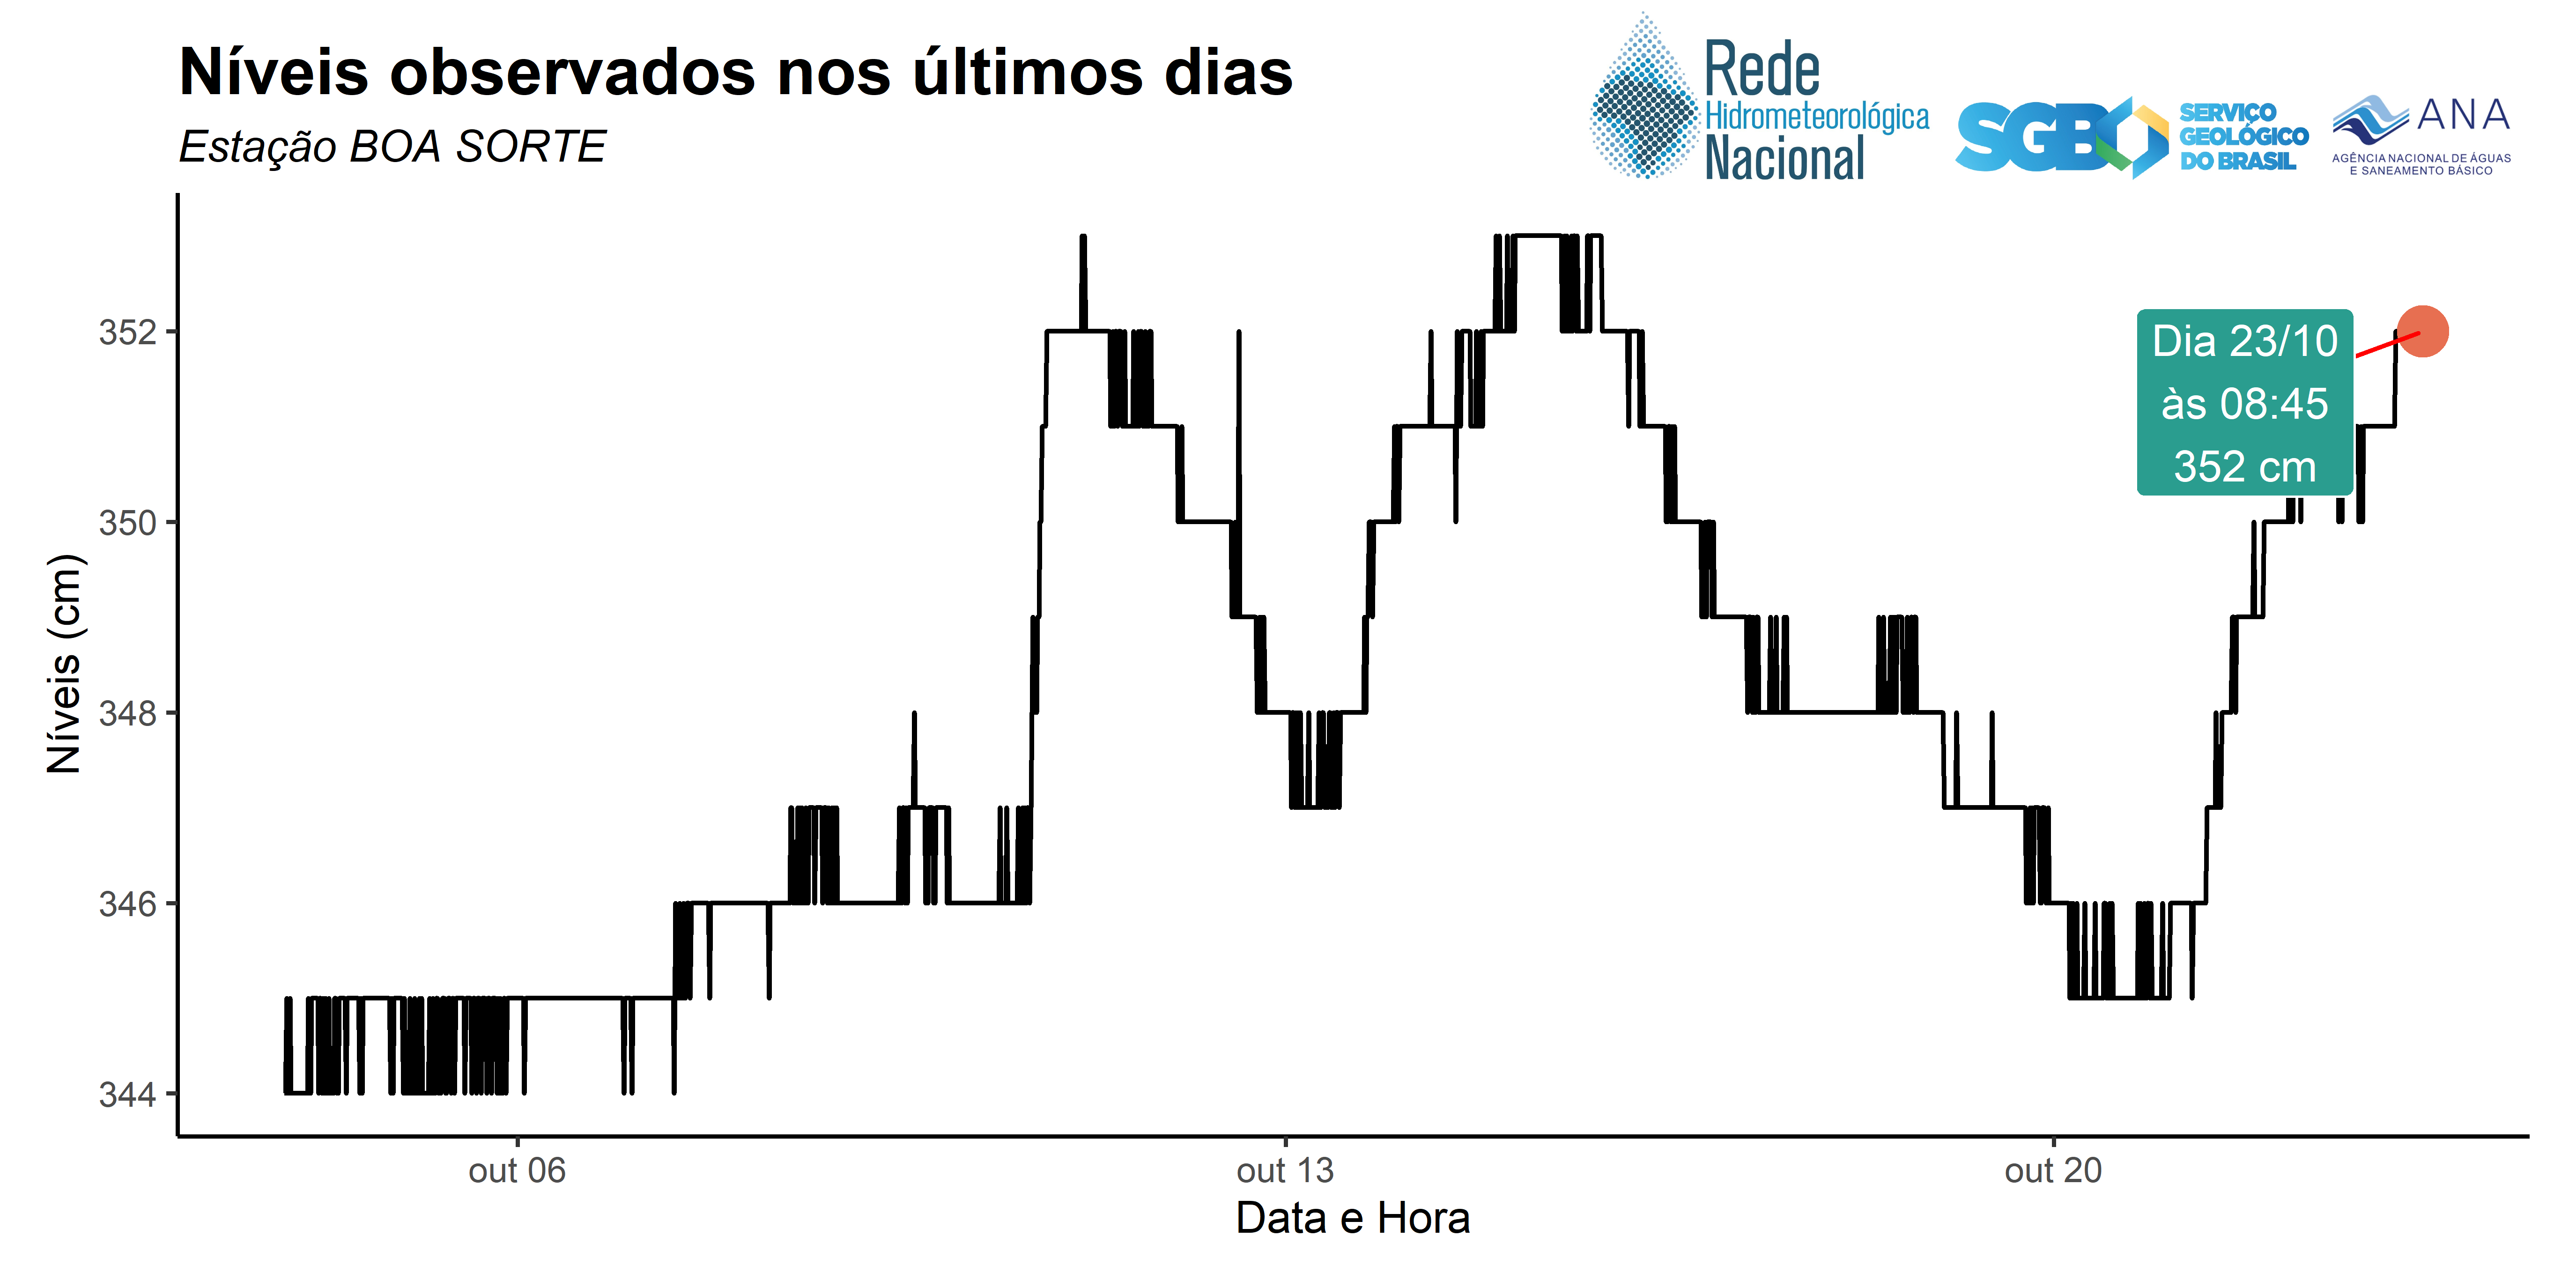 Níveis observados nos últimos dias
Estação BOA SORTE
Rede
Hidrometeorológica
Nacional
SGB
SERVIÇO
GEOLÓGICO
DO BRASIL
ANA
AGÊNCIA NACIONAL DE ÁGUAS
E SANEAMENTO BÁSICO
Níveis (cm)
352
350
348
346
344
Dia 23/10
às 08:45
352 cm
out 06
out 13
out 20
Data e Hora